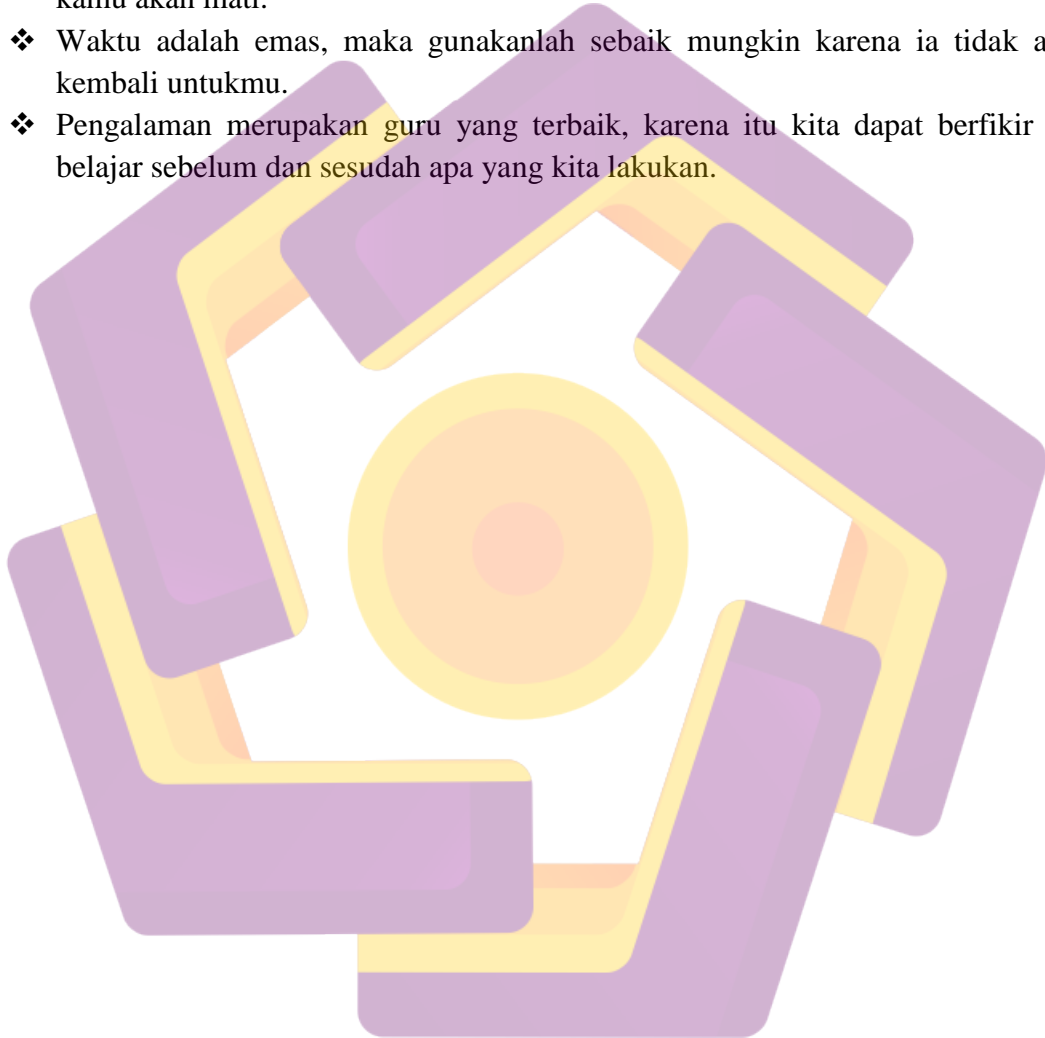 kamu akan mati.
❖ Waktu adalah emas, maka gunakanlah sebaik mungkin karena ia tidak a
kembali untukmu.
❖ Pengalaman merupakan guru yang terbaik, karena itu kita dapat berfikir
belajar sebelum dan sesudah apa yang kita lakukan.